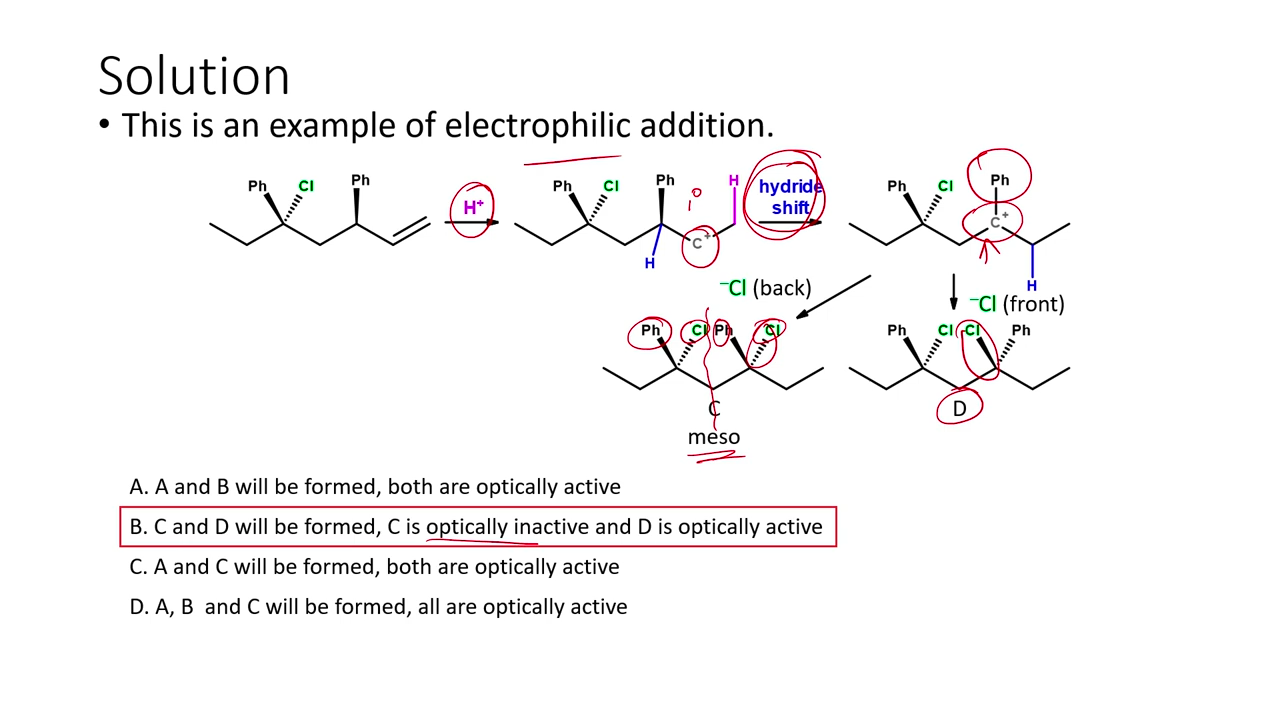 Solution
• This is an example of electrophilic addition.
Ph Cl Ph H⁺ Ph Cl Ph H hydride shift Ph Cl Ph
C⁺ H C⁺ H
⁻Cl (back) ⁻Cl (front)
Ph Cl Ph Cl Ph Cl Cl Ph
C D
meso
A. A and B will be formed, both are optically active
B. C and D will be formed, C is optically inactive and D is optically active
C. A and C will be formed, both are optically active
D. A, B and C will be formed, all are optically active